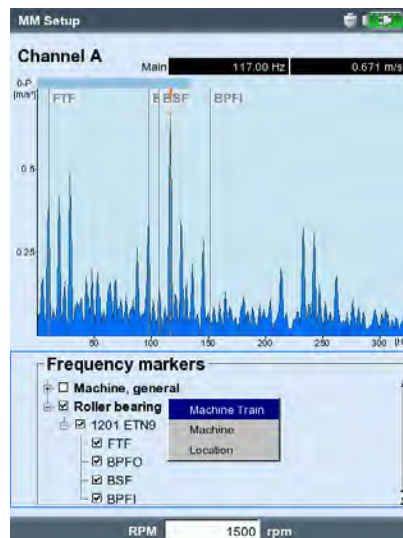 MM Setup
Channel A
Main 117.00 Hz 0.671 m/s²
0-P
[m/s²]
FTF BSF BPFI
0.5
0.25
50 100 150 200 250 300
Frequency markers
Machine, general
Roller bearing
1201 ETN9
FTF
BPFO
BSF
BPFI
Machine Train
Machine
Location
RPM 1500 rpm